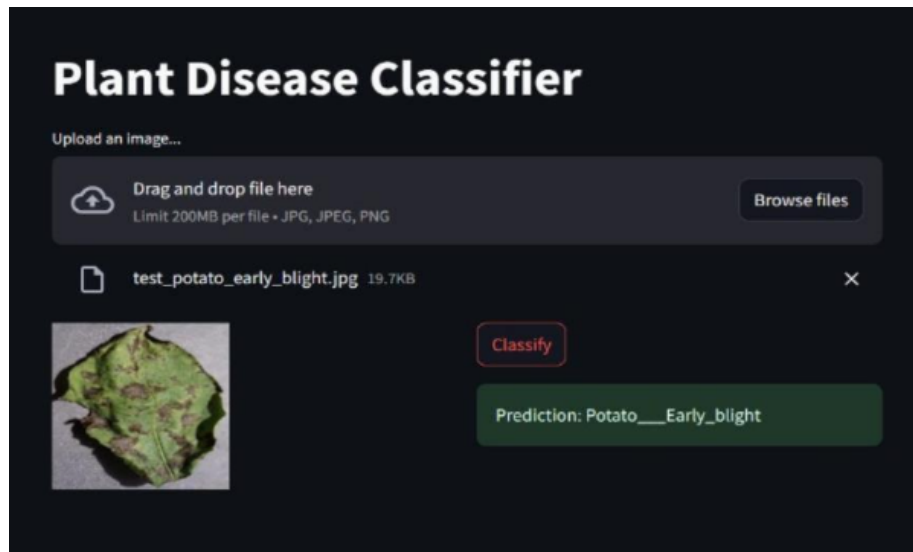 Plant Disease Classifier
Upload an image...
Drag and drop file here
Limit 200MB per file • JPG, JPEG, PNG
Browse files
test_potato_early_blight.jpg 19.7KB
Classify
Prediction: Potato___Early_blight